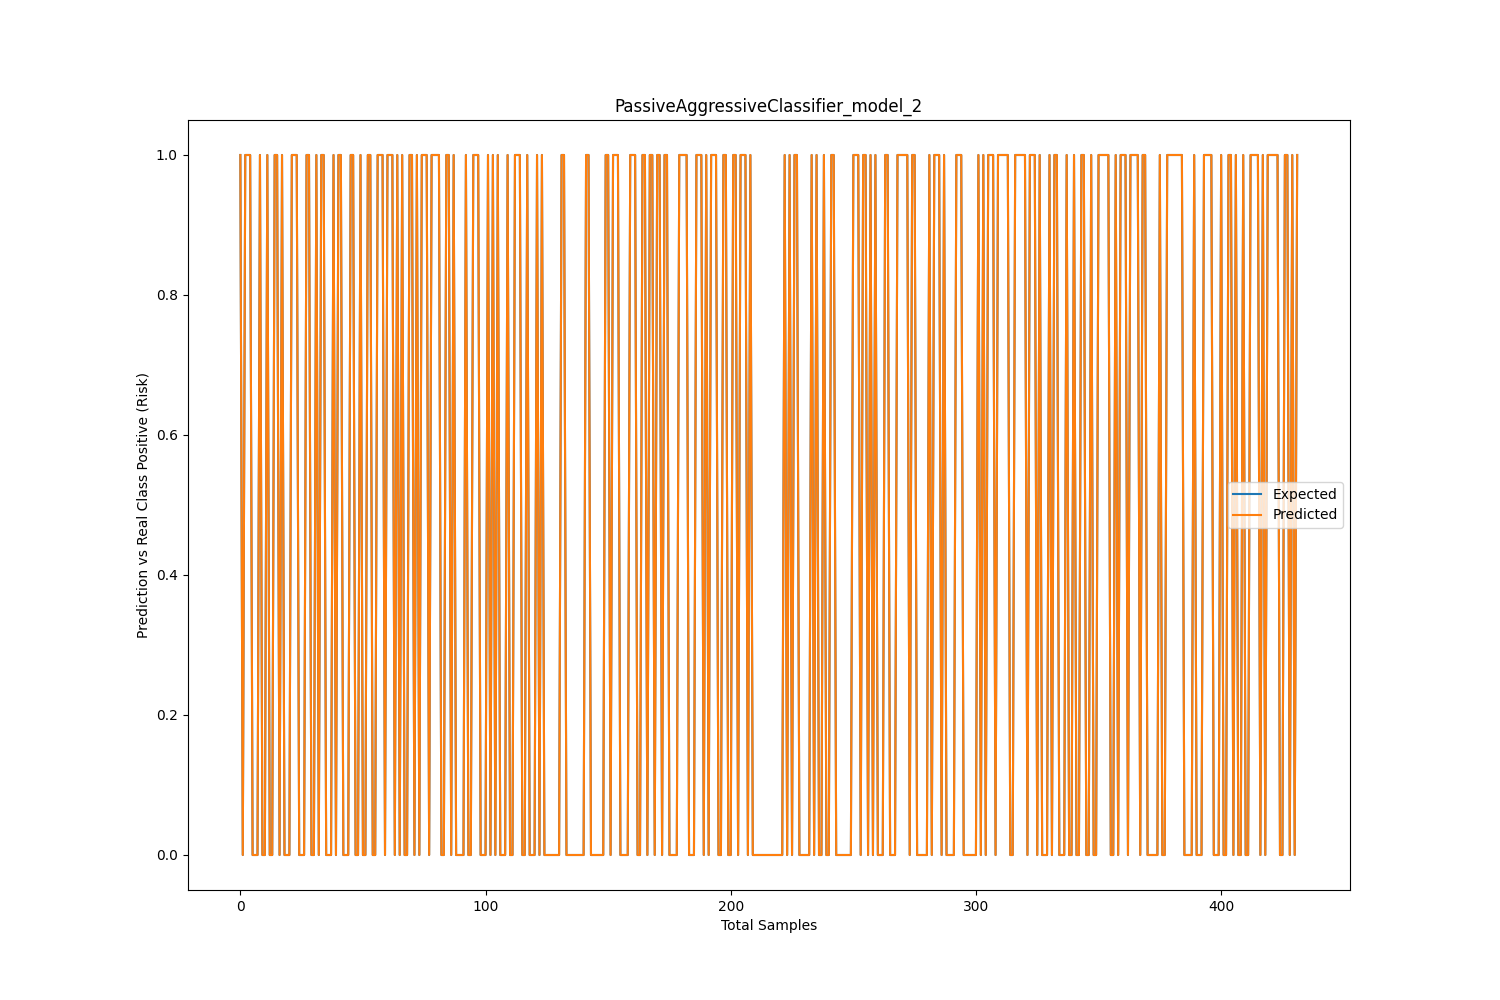 PassiveAggressiveClassifier_model_2
1.0
0.8
0.6
0.4
0.2
0.0
Prediction vs Real Class Positive (Risk)
Expected
Predicted
0
100
200
300
400
Total Samples